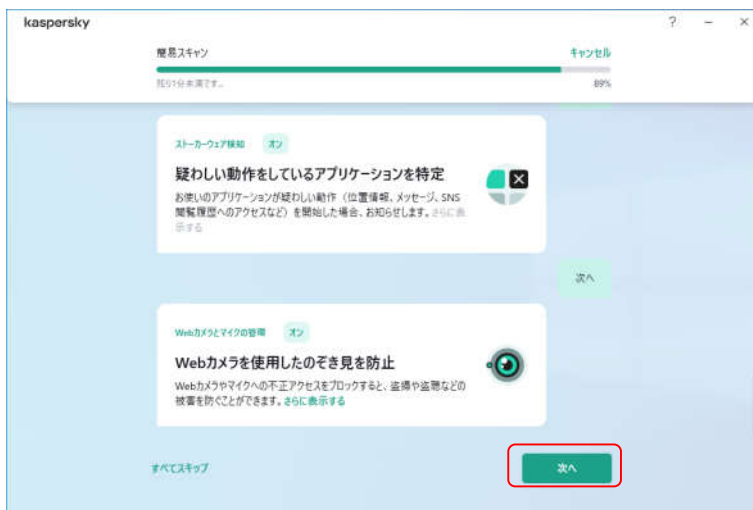 kaspersky
? − ×
簡易スキャン キャンセル
残り1分未満です... 89%
ストーカーウェア検知 オン
疑わしい動作をしているアプリケーションを特定
お使いのアプリケーションが疑わしい動作（位置情報、メッセージ、SNS
閲覧履歴へのアクセスなど）を開始した場合、お知らせします。さらに表
示する
次へ
Webカメラとマイクの管理 オン
Webカメラを使用したのぞき見を防止
Webカメラやマイクへの不正アクセスをブロックすると、盗撮や盗聴などの
被害を防ぐことができます。さらに表示する
すべてスキップ 次へ